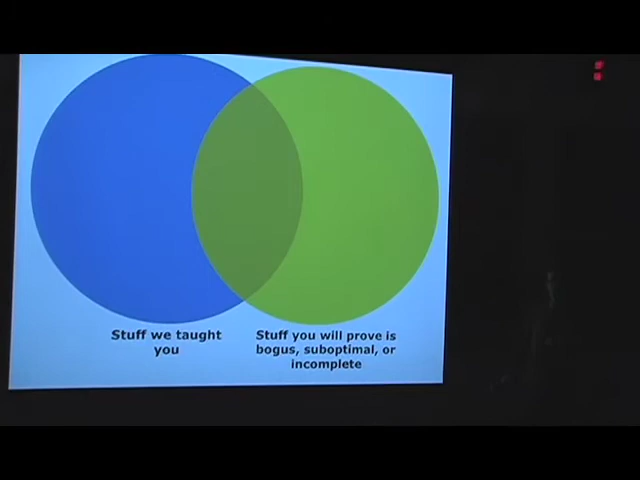 Stuff we taught
you
Stuff you will prove is
bogus, suboptimal, or
incomplete